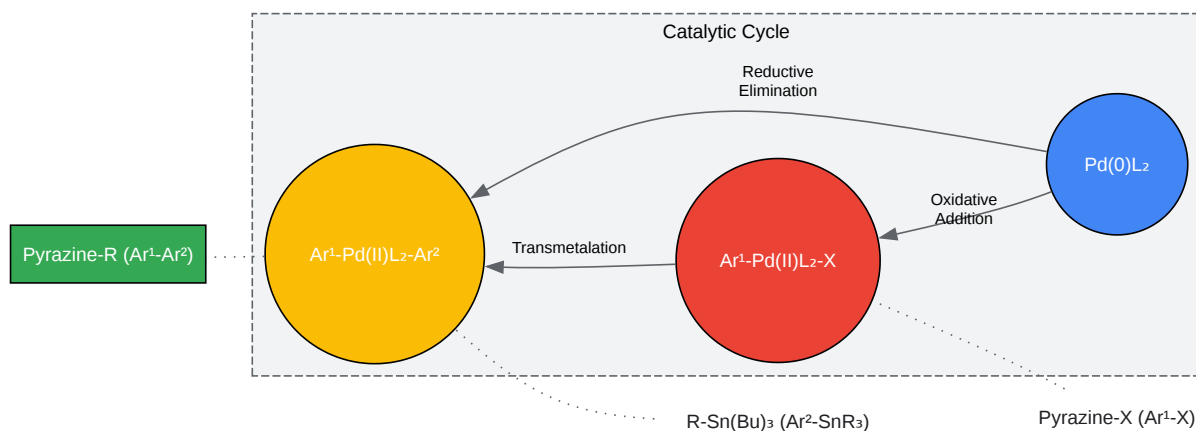 Catalytic Cycle
Reductive
Elimination
Pd(0)L₂
Oxidative
Addition
Pyrazine-R (Ar¹-Ar²)
Ar¹-Pd(II)L₂-Ar²
Transmetalation
Ar¹-Pd(II)L₂-X
R-Sn(Bu)₃ (Ar²-SnR₃)
Pyrazine-X (Ar¹-X)